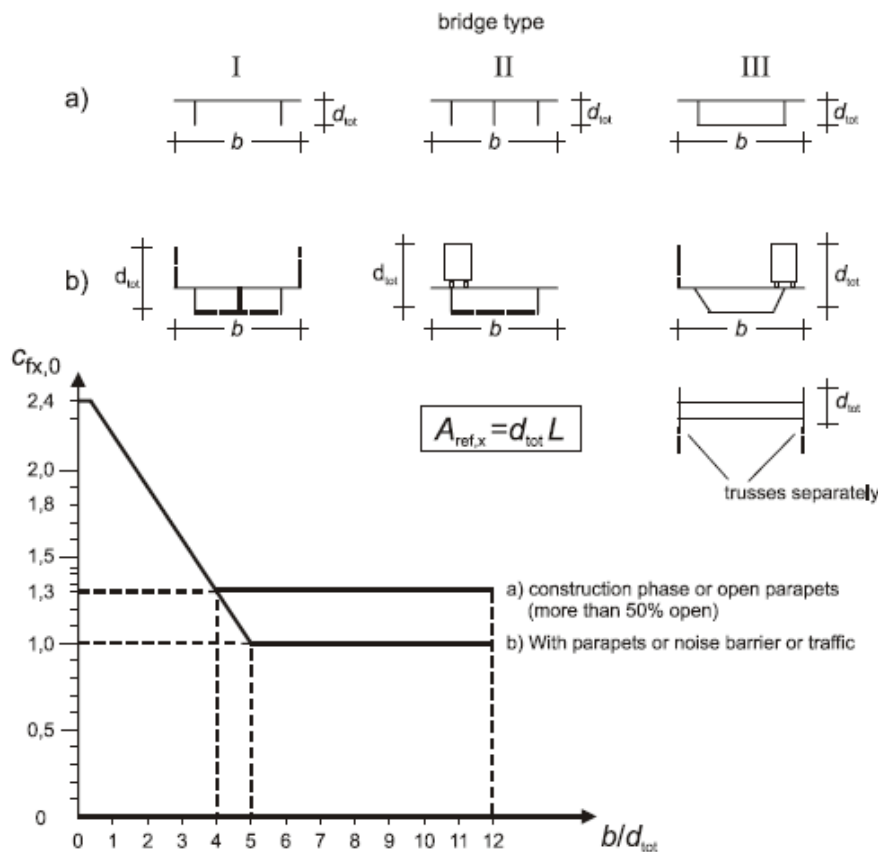 bridge type
I II III
a)
d_tot d_tot d_tot
b b b
b)
d_tot d_tot d_tot
b b b
c_fx,0
A_ref,x = d_tot L
d_tot
trusses separately
2,4
2,0
1,8
1,5
1,3
a) construction phase or open parapets
(more than 50% open)
1,0
b) With parapets or noise barrier or traffic
0,5
0
0 1 2 3 4 5 6 7 8 9 10 11 12
b/d_tot